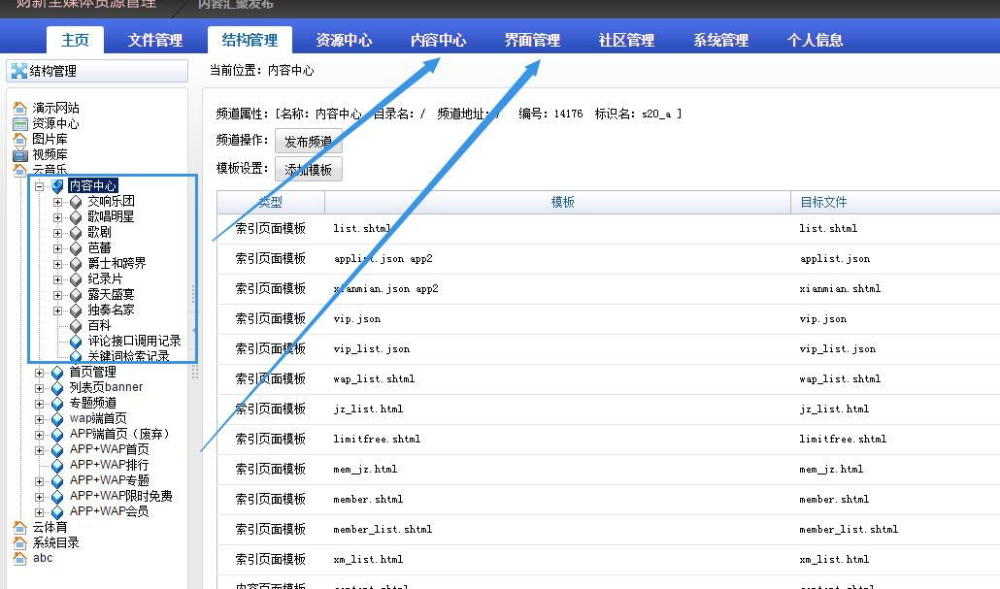 财新全媒体资源管理 内容汇聚发布
主页 文件管理 结构管理 资源中心 内容中心 界面管理 社区管理 系统管理 个人信息
结构管理
当前位置：内容中心
演示网站
资源中心
图片库
视频库
云音乐
内容中心
交响乐团
歌唱明星
歌剧
芭蕾
爵士和跨界
纪录片
露天盛宴
独奏名家
百科
评论接口调用记录
关键词检索记录
首页管理
列表页banner
专题频道
wap端首页
APP端首页（废弃）
APP+WAP首页
APP+WAP排行
APP+WAP专题
APP+WAP限时免费
APP+WAP会员
云体育
系统目录
abc
频道属性：[名称：内容中心 目录名：/ 频道地址：/ 编号：14176 标识名：s20_a ]
频道操作： 发布频道
模板设置： 添加模板
类型 模板 目标文件
索引页面模板 list.shtml list.shtml
索引页面模板 applist.json app2 applist.json
索引页面模板 xianmian.json app2 xianmian.shtml
索引页面模板 vip.json vip.json
索引页面模板 vip_list.json vip_list.json
索引页面模板 wap_list.shtml wap_list.shtml
索引页面模板 jz_list.html jz_list.html
索引页面模板 limitfree.shtml limitfree.shtml
索引页面模板 mem_jz.html mem_jz.html
索引页面模板 member.shtml member.shtml
索引页面模板 member_list.shtml member_list.shtml
索引页面模板 xm_list.html xm_list.html
内容页面模板 content.shtml content.shtml